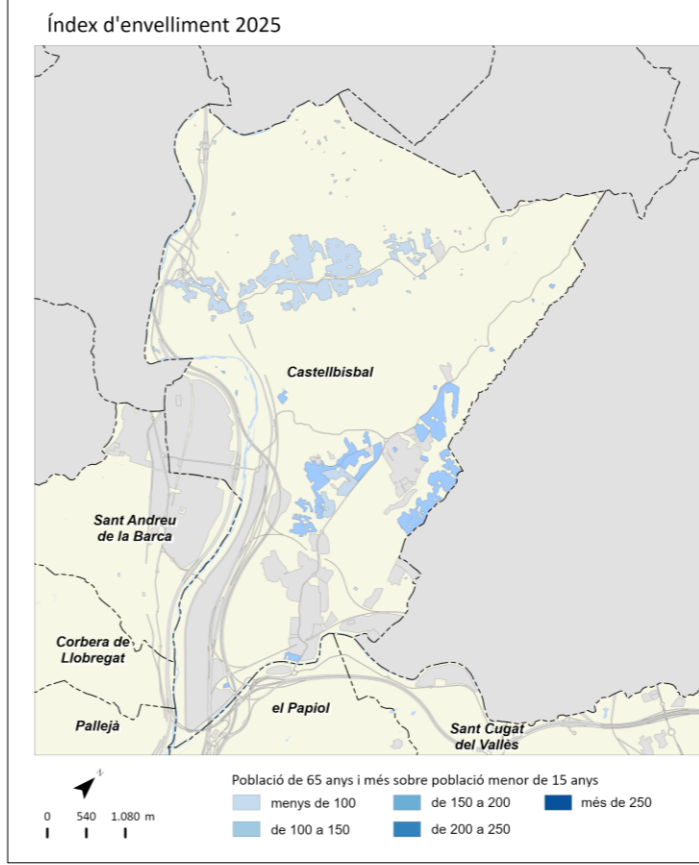 Índex d'envelliment 2025
Castellbisbal
Sant Andreu
de la Barca
Corbera de
Llobregat
Pallejà
el Papiol
Sant Cugat
del Vallès
N
0 540 1.080 m
Població de 65 anys i més sobre població menor de 15 anys
menys de 100
de 100 a 150
de 150 a 200
de 200 a 250
més de 250